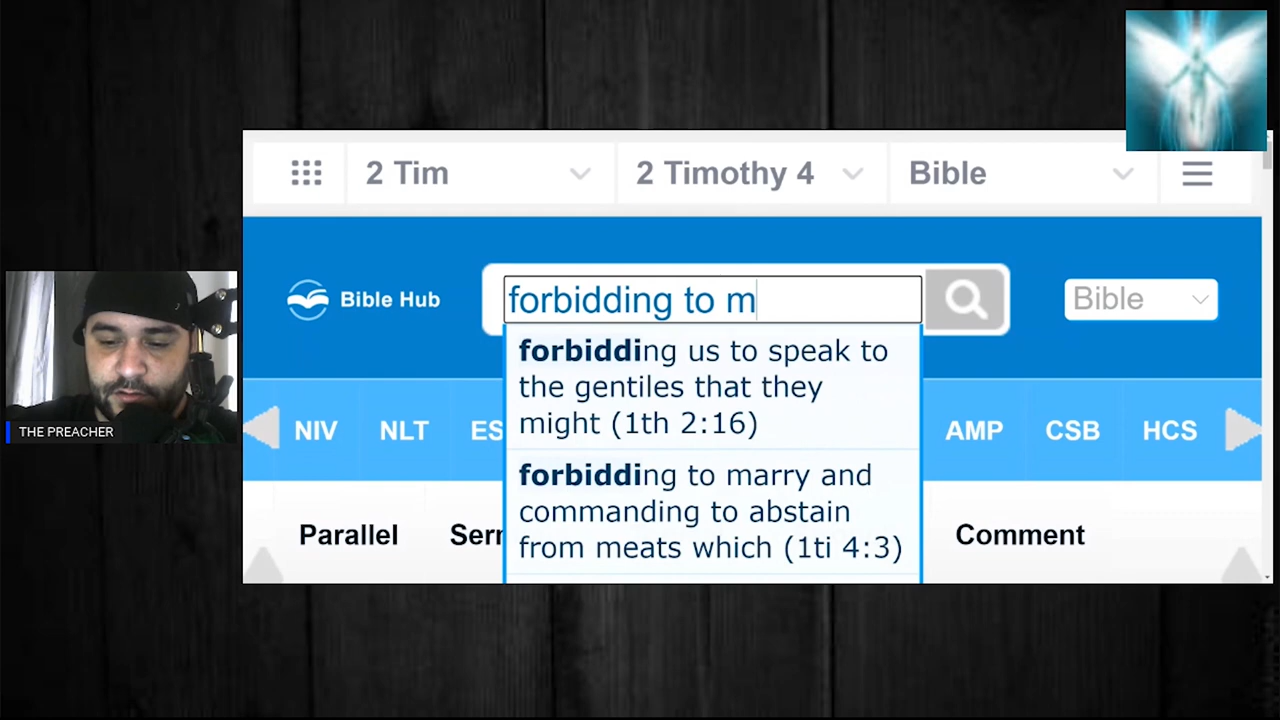 2 Tim
2 Timothy 4
Bible
Bible Hub
forbidding to m
Bible
forbidding us to speak to
the gentiles that they
might (1th 2:16)
NIV
NLT
ES
AMP
CSB
HCS
forbidding to marry and
commanding to abstain
from meats which (1ti 4:3)
Parallel
Serm
Comment
THE PREACHER